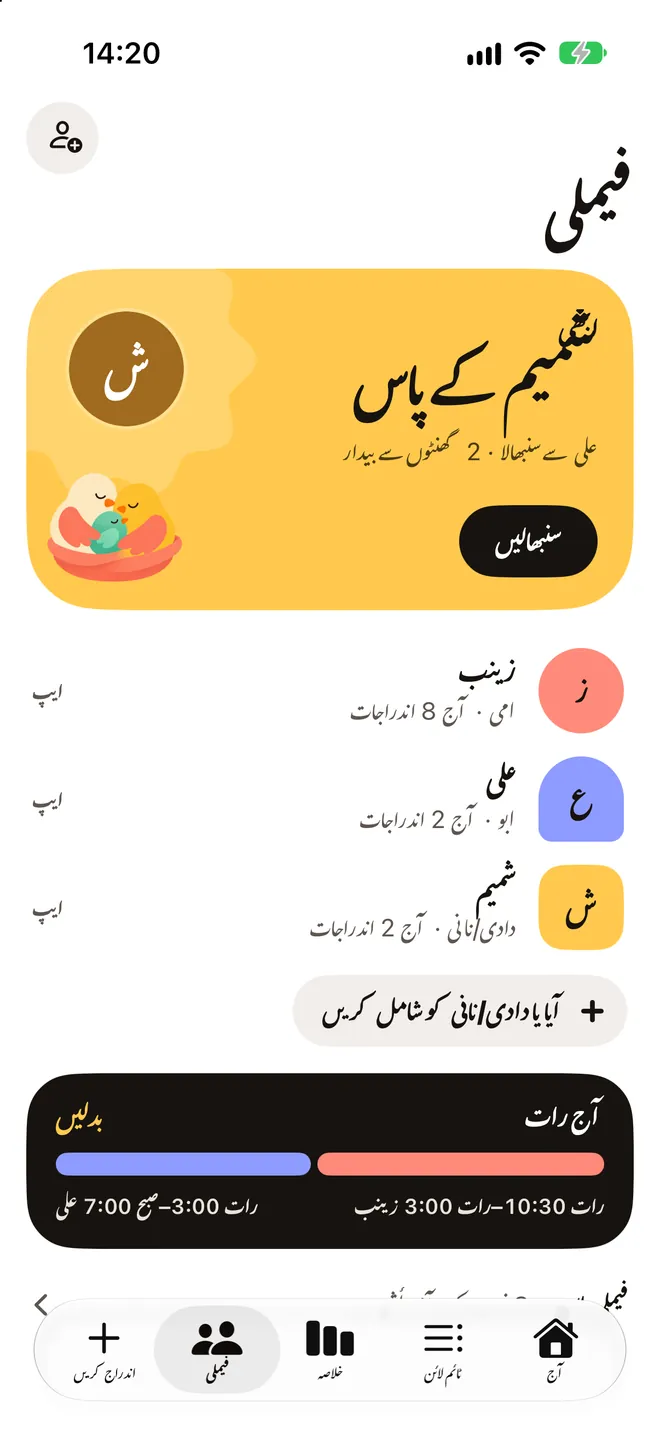 14:20
فیملی
شمیم کے پاس
ش
علی سے سنبھالا · 2 گھنٹوں سے بیدار
سنبھالیں
ز
زینب
امی · آج 8 اندراجات
ایپ
ع
علی
ابو · آج 2 اندراجات
ایپ
ش
شمیم
دادی/نانی · آج 2 اندراجات
ایپ
آیا یا دادی/نانی کو شامل کریں
آج رات
بدلیں
رات 10:30–رات 3:00 زینب
رات 3:00–صبح 7:00 علی
آج
ٹائم لائن
خلاصہ
فیملی
اندراج کریں